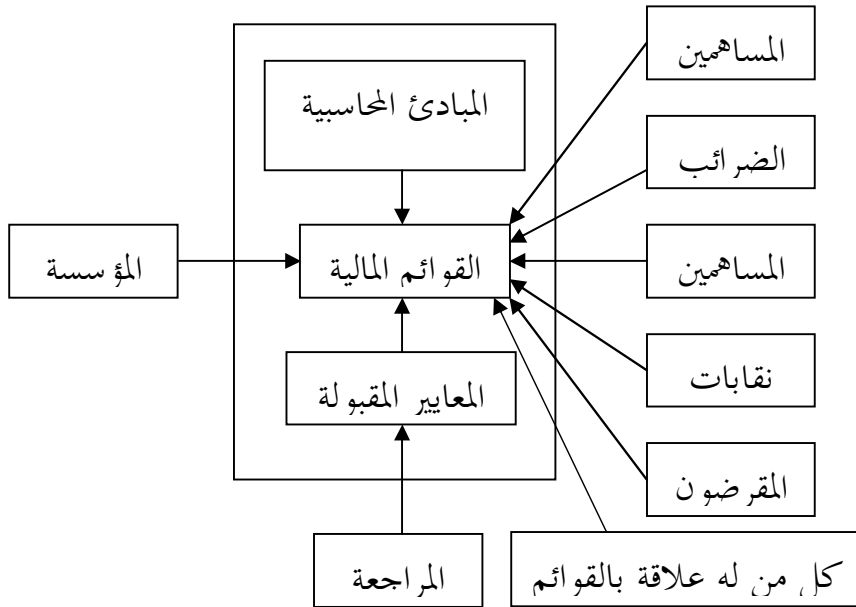 المساهمين
المبادئ المحاسبية
الضرائب
المؤسسة
القوائم المالية
المساهمين
نقابات
المعايير المقبولة
المقرضون
كل من له علاقة بالقوائم
المراجعة